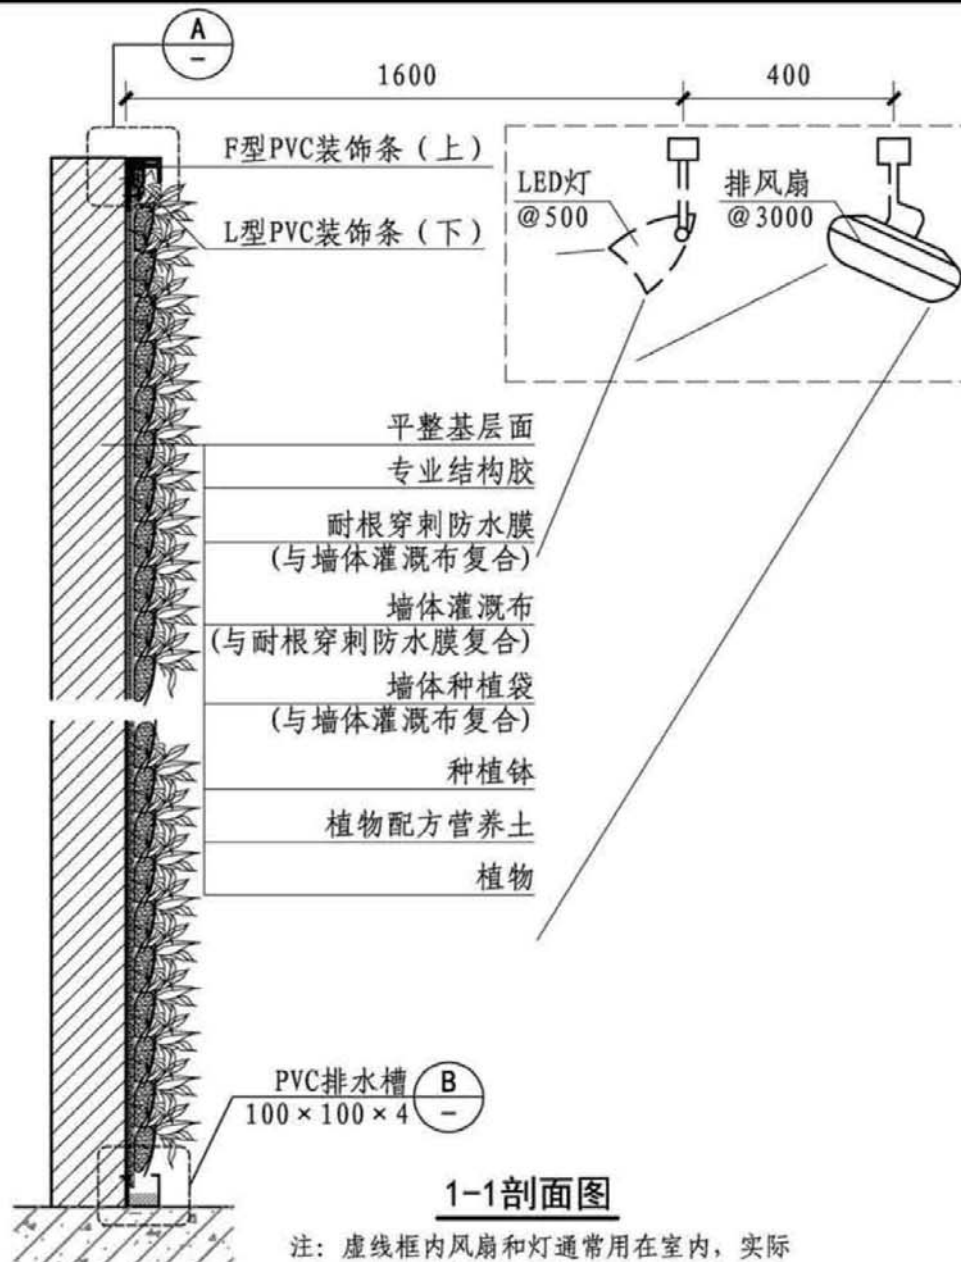 A
-
1600
400
F型PVC装饰条（上）
L型PVC装饰条（下）
LED灯
@500
排风扇
@3000
平整基层面
专业结构胶
耐根穿刺防水膜
(与墙体灌溉布复合)
墙体灌溉布
(与耐根穿刺防水膜复合)
墙体种植袋
(与墙体灌溉布复合)
种植钵
植物配方营养土
植物
PVC排水槽
100×100×4
B
-
1-1剖面图
注: 虚线框内风扇和灯通常用在室内, 实际